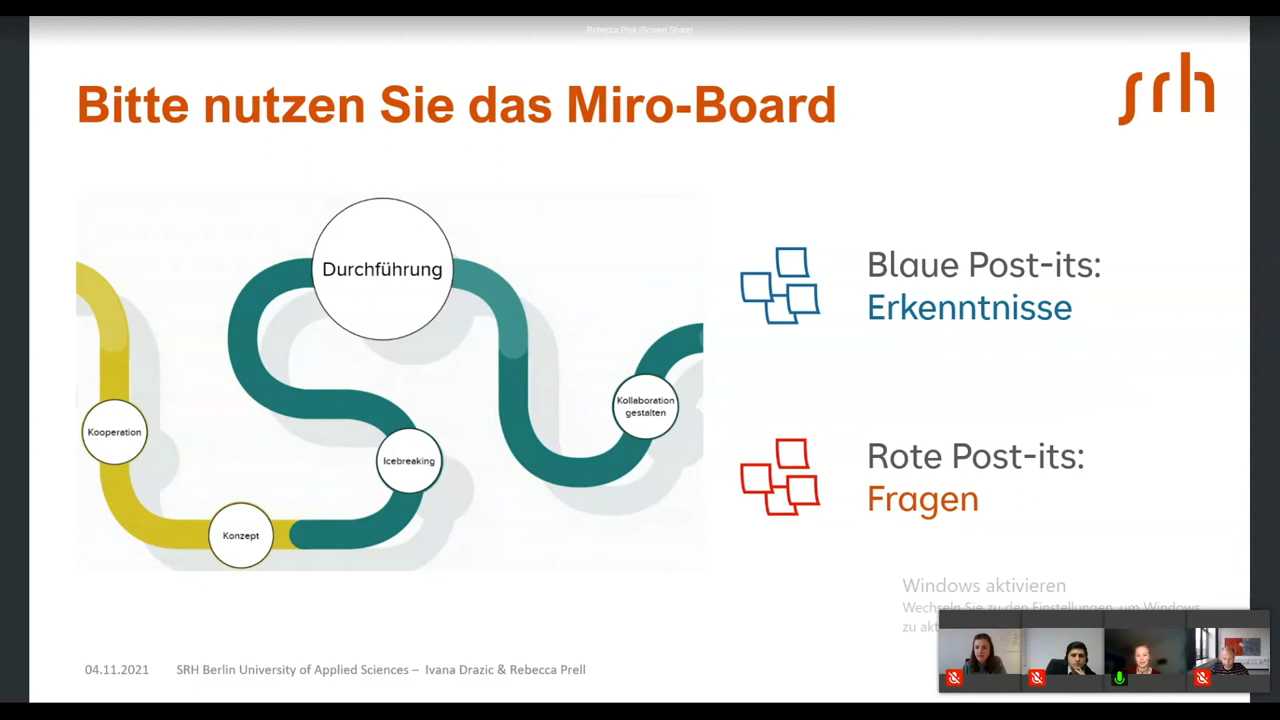 Rebecca Prell (Screen Share)
Bitte nutzen Sie das Miro-Board
srh
Durchführung
Kooperation
Konzept
Icebreaking
Kollaboration
gestalten
Blaue Post-its:
Erkenntnisse
Rote Post-its:
Fragen
Windows aktivieren
Wechseln Sie zu den Einstellungen, um Windows
zu
04.11.2021 SRH Berlin University of Applied Sciences – Ivana Drazic & Rebecca Prell